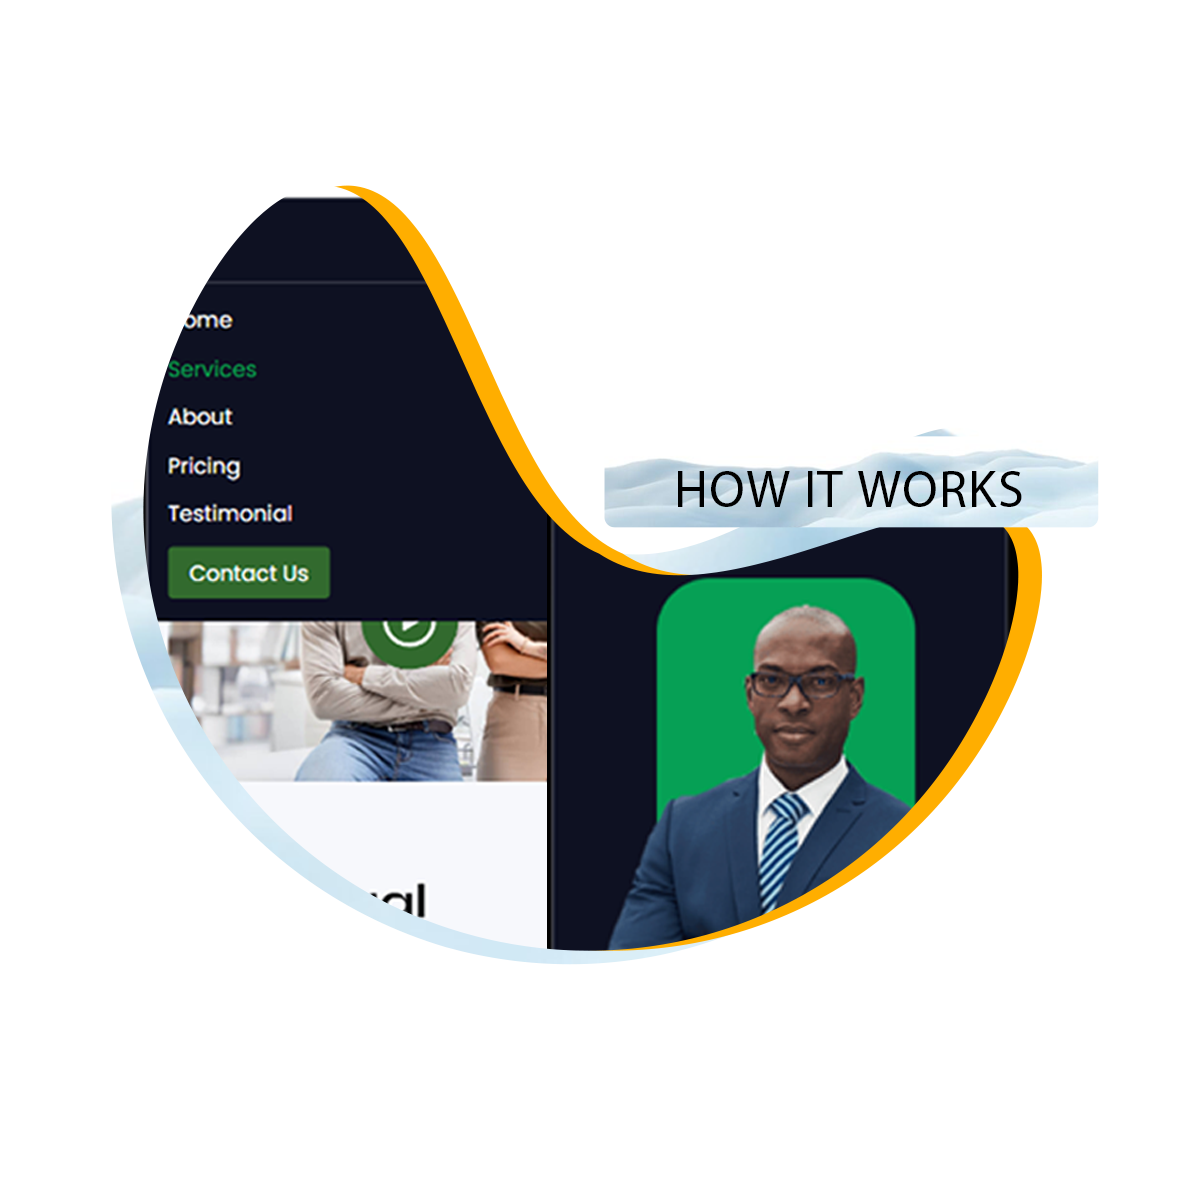 ome
Services
About
Pricing
Testimonial
Contact Us
HOW IT WORKS